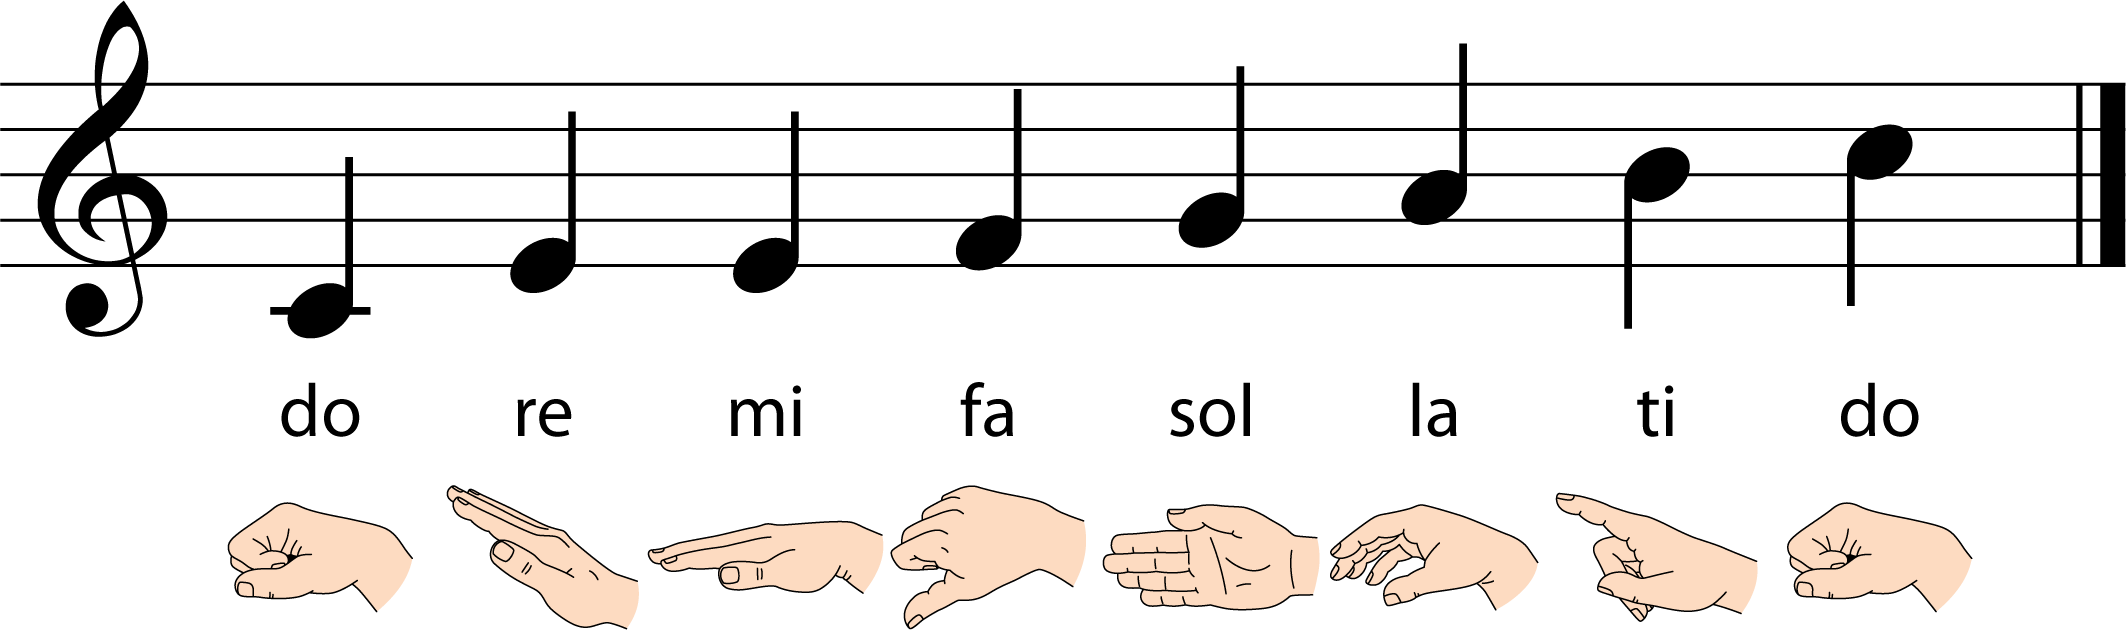 do re mi fa sol la ti do